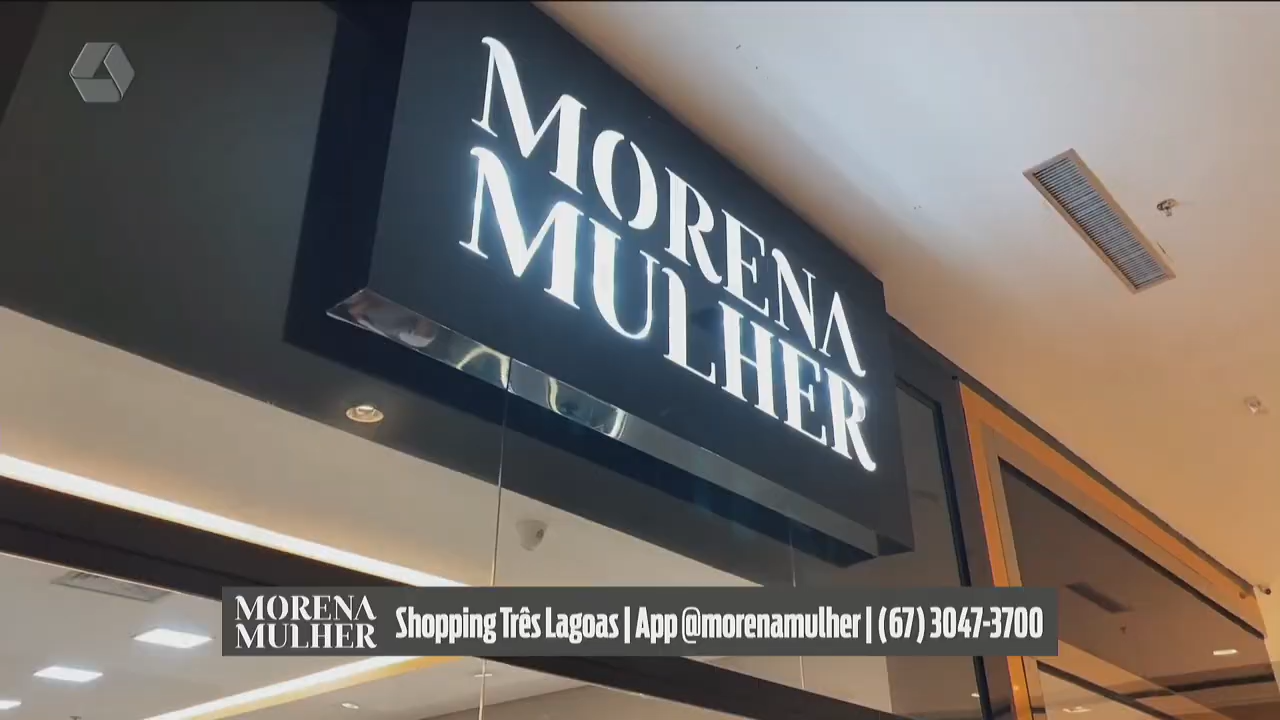 MORENA
MULHER
MORENA
MULHER
Shopping Três Lagoas | App @morenamulher | (67) 3047-3700